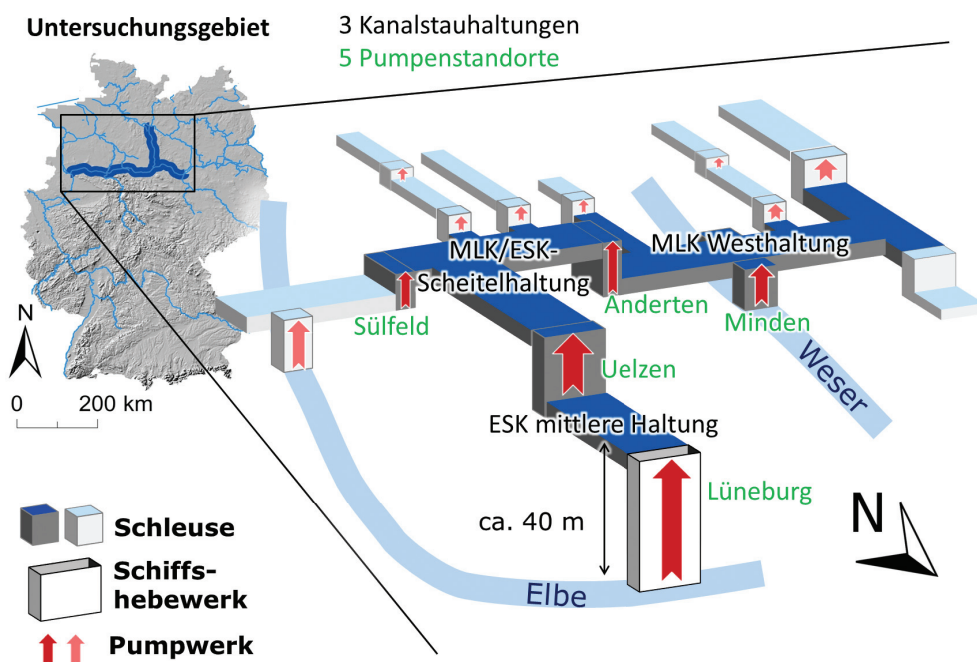 Untersuchungsgebiet
3 Kanalstauhaltungen
5 Pumpenstandorte
MLK/ESK-
Scheitelhaltung
MLK Westhaltung
Sülfeld
Anderten
Minden
Weser
Uelzen
ESK mittlere Haltung
Lüneburg
ca. 40 m
Elbe
N
0 200 km
N
Schleuse
Schiffs-
hebewerk
Pumpwerk